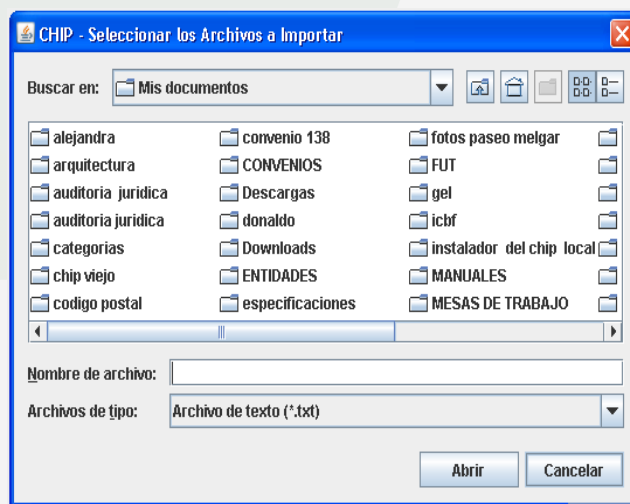 CHIP - Seleccionar los Archivos a Importar
Buscar en: Mis documentos
alejandra convenio 138 fotos paseo melgar
arquitectura CONVENIOS FUT
auditoria juridica Descargas gel
auditoria juridica donaldo icbf
categorias Downloads instalador del chip local
chip viejo ENTIDADES MANUALES
codigo postal especificaciones MESAS DE TRABAJO
Nombre de archivo:
Archivos de tipo: Archivo de texto (*.txt)
Abrir Cancelar